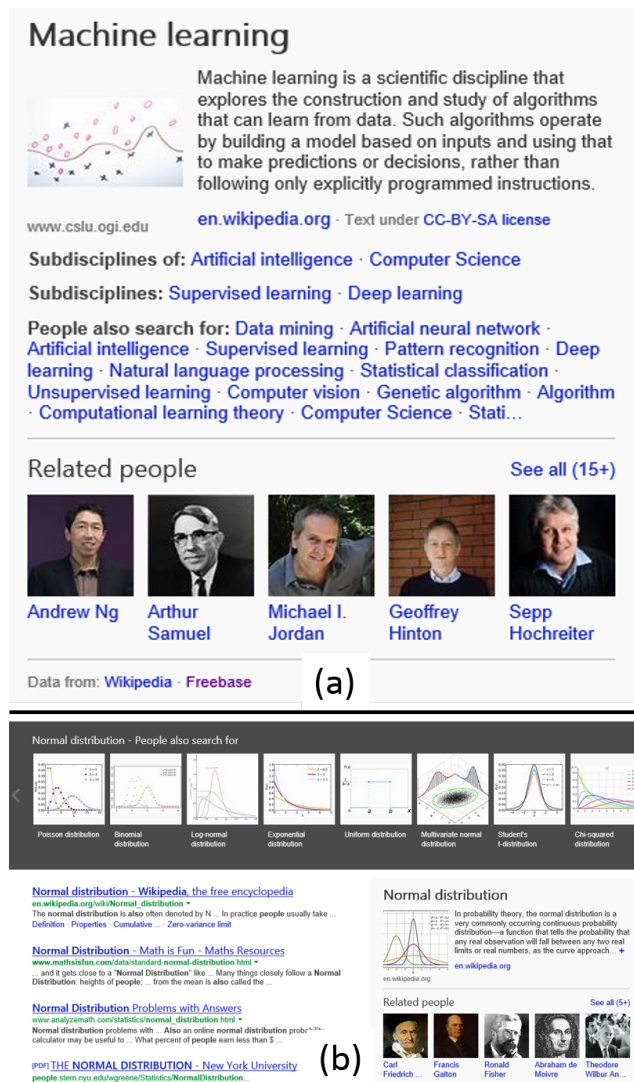 Machine learning
Machine learning is a scientific discipline that
explores the construction and study of algorithms
that can learn from data. Such algorithms operate
by building a model based on inputs and using that
to make predictions or decisions, rather than
following only explicitly programmed instructions.
www.cslu.ogi.edu
en.wikipedia.org · Text under CC-BY-SA license
Subdisciplines of: Artificial intelligence · Computer Science
Subdisciplines: Supervised learning · Deep learning
People also search for: Data mining · Artificial neural network ·
Artificial intelligence · Supervised learning · Pattern recognition · Deep
learning · Natural language processing · Statistical classification ·
Unsupervised learning · Computer vision · Genetic algorithm · Algorithm
· Computational learning theory · Computer Science · Stati...
Related people
See all (15+)
Andrew Ng
Arthur
Samuel
Michael I.
Jordan
Geoffrey
Hinton
Sepp
Hochreiter
Data from: Wikipedia · Freebase
(a)
Normal distribution - People also search for
Poisson distribution
Binomial
distribution
Log-normal
distribution
Exponential
distribution
Uniform distribution
Multivariate normal
distribution
Student's
t-distribution
Chi-squared
distribution
Normal distribution - Wikipedia, the free encyclopedia
en.wikipedia.org/wiki/Normal_distribution
The normal distribution is also often denoted by N ... In practice people usually take ...
Definition · Properties · Cumulative ... · Zero-variance limit
Normal Distribution - Math is Fun - Maths Resources
www.mathsisfun.com/data/standard-normal-distribution.html
... and it gets close to a "Normal Distribution" like ... Many things closely follow a Normal
Distribution: heights of people; ... from the mean is also called the ...
Normal Distribution Problems with Answers
www.analyzemath.com/statistics/normal_distribution.html
Normal distribution problems with ... Also an online normal distribution
calculator may be useful to ... What percent of people earn less than $ ...
[PDF] THE NORMAL DISTRIBUTION - New York University
people.stern.nyu.edu/wgreene/Statistics/NormalDistribution...
Normal distribution
In probability theory, the normal distribution is a
very commonly occurring continuous probability
distribution—a function that tells the probability that
any real observation will fall between any two real
limits or real numbers, as the curve approach... +
en.wikipedia.org
en.wikipedia.org
Related people
See all (5+)
Carl
Friedrich ...
Francis
Galton
Ronald
Fisher
Abraham de
Moivre
Theodore
Wilbur An...
(b)